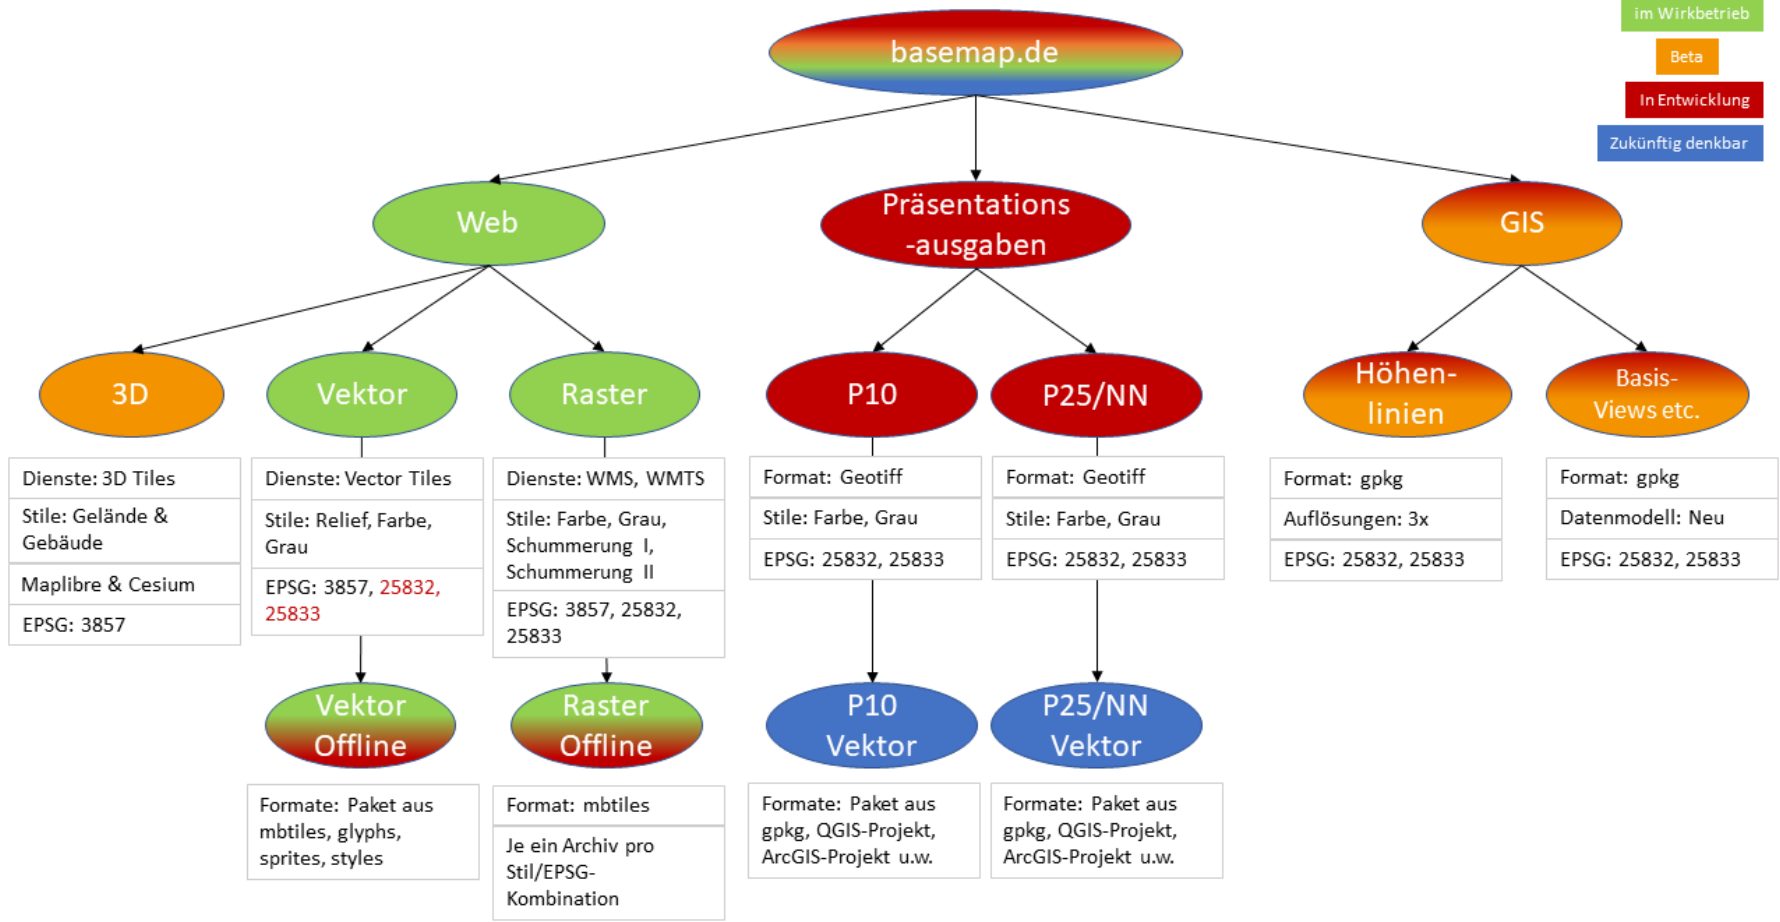 im Wirkbetrieb
Beta
In Entwicklung
Zukünftig denkbar
basemap.de
Web
Präsentations
-ausgaben
GIS
3D
Vektor
Raster
P10
P25/NN
Höhen-
linien
Basis-
Views etc.
Dienste: 3D Tiles
Stile: Gelände &
Gebäude
Maplibre & Cesium
EPSG: 3857
Dienste: Vector Tiles
Stile: Relief, Farbe,
Grau
EPSG: 3857, 25832,
25833
Dienste: WMS, WMTS
Stile: Farbe, Grau,
Schummerung I,
Schummerung II
EPSG: 3857, 25832,
25833
Format: Geotiff
Stile: Farbe, Grau
EPSG: 25832, 25833
Format: Geotiff
Stile: Farbe, Grau
EPSG: 25832, 25833
Format: gpkg
Auflösungen: 3x
EPSG: 25832, 25833
Format: gpkg
Datenmodell: Neu
EPSG: 25832, 25833
Vektor
Offline
Raster
Offline
P10
Vektor
P25/NN
Vektor
Formate: Paket aus
mbtiles, glyphs,
sprites, styles
Format: mbtiles
Je ein Archiv pro
Stil/EPSG-
Kombination
Formate: Paket aus
gpkg, QGIS-Projekt,
ArcGIS-Projekt u.w.
Formate: Paket aus
gpkg, QGIS-Projekt,
ArcGIS-Projekt u.w.